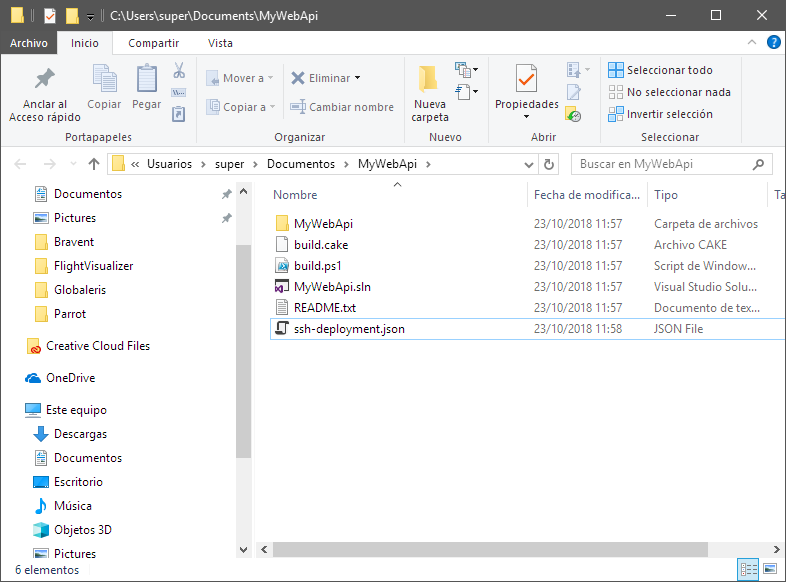 C:\Users\super\Documents\MyWebApi
Archivo Inicio Compartir Vista
Anclar al
Acceso rápido
Copiar
Pegar
Portapapeles
Mover a
Copiar a
Eliminar
Cambiar nombre
Organizar
Nueva
carpeta
Nuevo
Propiedades
Abrir
Seleccionar todo
No seleccionar nada
Invertir selección
Seleccionar
« Usuarios > super > Documentos > MyWebApi >
Buscar en MyWebApi
Documentos
Pictures
Bravent
FlightVisualizer
Globaleris
Parrot
Creative Cloud Files
OneDrive
Este equipo
Descargas
Documentos
Escritorio
Música
Objetos 3D
Pictures
Nombre Fecha de modifica... Tipo Ta
MyWebApi 23/10/2018 11:57 Carpeta de archivos
build.cake 23/10/2018 11:57 Archivo CAKE
build.ps1 23/10/2018 11:57 Script de Window...
MyWebApi.sln 23/10/2018 11:57 Visual Studio Solu...
README.txt 23/10/2018 11:57 Documento de tex...
ssh-deployment.json 23/10/2018 11:58 JSON File
6 elementos